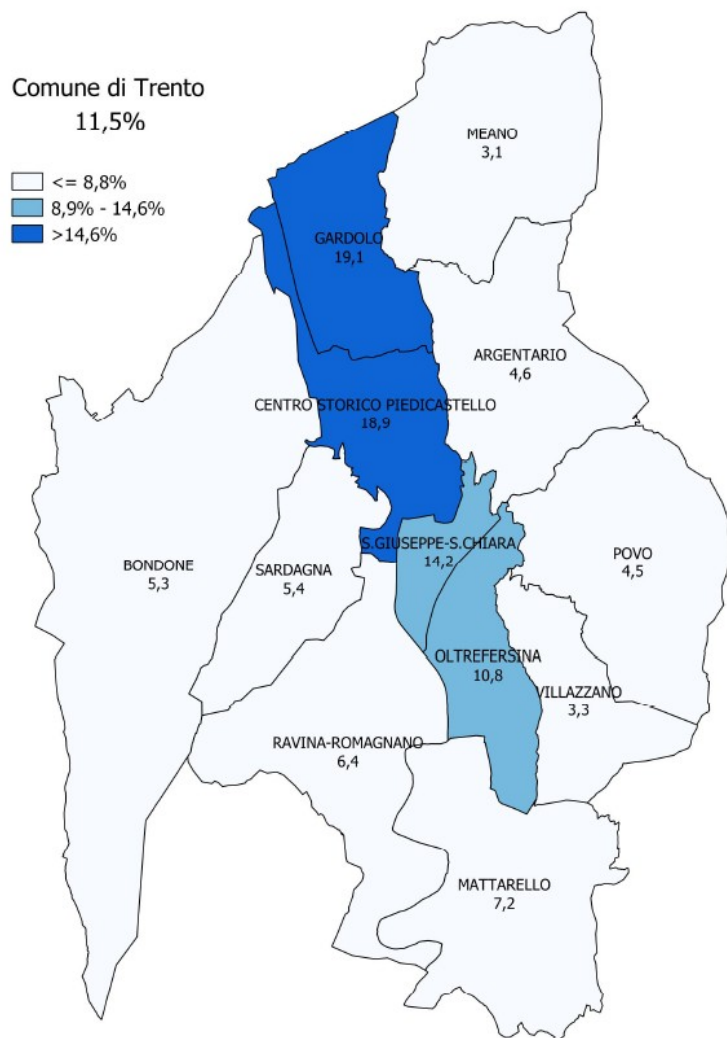 Comune di Trento
11,5%
<= 8,8%
8,9% - 14,6%
>14,6%
MEANO
3,1
GARDOLO
19,1
ARGENTARIO
4,6
CENTRO STORICO PIEDICASTELLO
18,9
S.GIUSEPPE-S.CHIARA
14,2
POVO
4,5
BONDONE
5,3
SARDAGNA
5,4
OLTREFERSINA
10,8
VILLAZZANO
3,3
RAVINA-ROMAGNANO
6,4
MATTARELLO
7,2